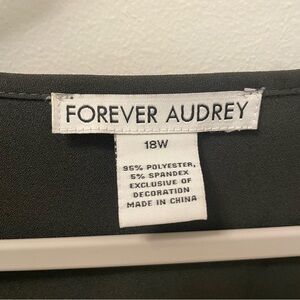 FOREVER AUDREY
18W
95% POLYESTER,
5% SPANDEX
EXCLUSIVE OF
DECORATION
MADE IN CHINA